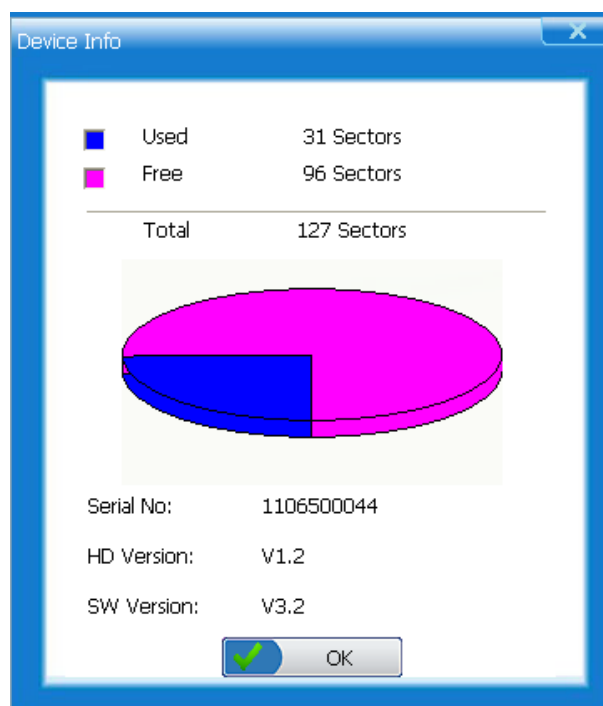 Device Info
Used 31 Sectors
Free 96 Sectors
Total 127 Sectors
Serial No: 1106500044
HD Version: V1.2
SW Version: V3.2
OK